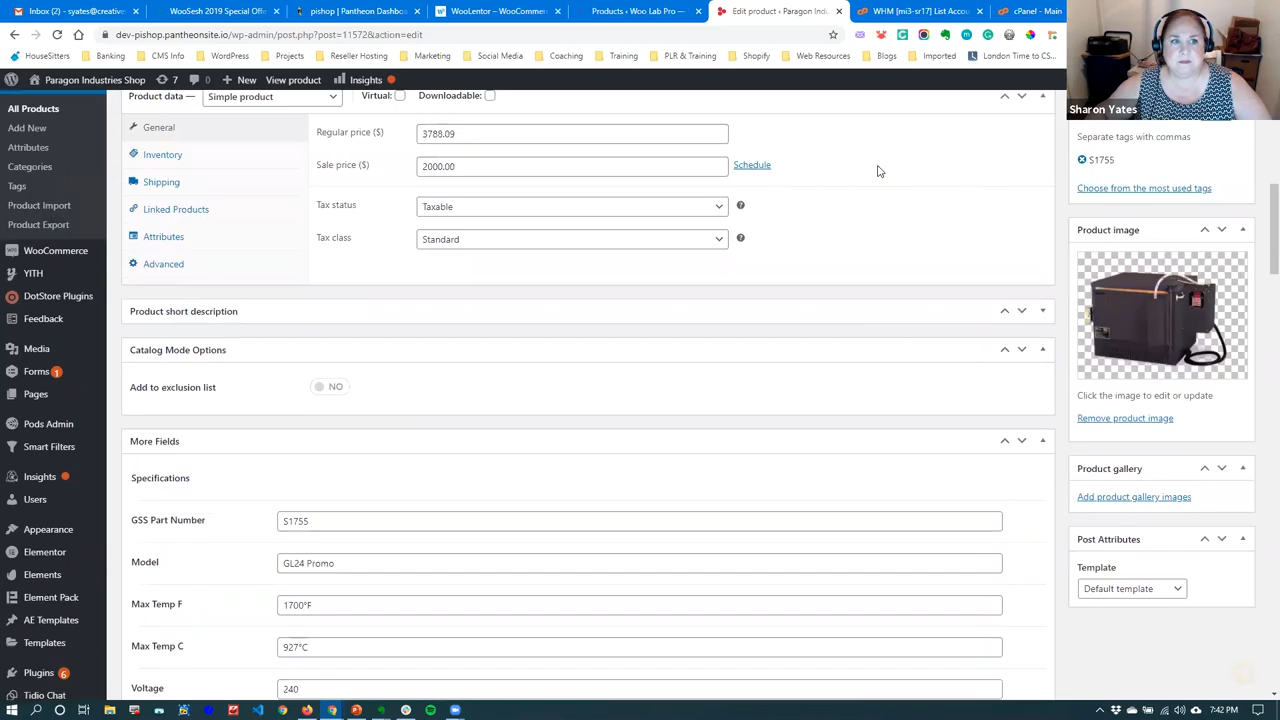 Inbox (2) - syates@creative
WooSesh 2019 Special Offe
pishop | Pantheon Dashboa
WooLentor – WooCommerc
Products ‹ Woo Lab Pro —
Edit product ‹ Paragon Indu
WHM [mi3-sr17] List Accou
cPanel - Main
dev-pishop.pantheonsite.io/wp-admin/post.php?post=11572&action=edit
HouseSitters
Banking
CMS Info
WordPress
Projects
Reseller Hosting
Marketing
Social Media
Coaching
Training
PLR & Training
Shopify
Web Resources
Blogs
Imported
London Time to CS...
Paragon Industries Shop
7
0
New
View product
Insights
Sharon Yates
All Products
Add New
Attributes
Categories
Tags
Product Import
Product Export
WooCommerce
YITH
DotStore Plugins
Feedback
Media
Forms 1
Pages
Pods Admin
Smart Filters
Insights
Users
Appearance
Elementor
Elements
Element Pack
AE Templates
Templates
Plugins 6
Tidio Chat
Product data —
Simple product
Virtual:
Downloadable:
General
Inventory
Shipping
Linked Products
Attributes
Advanced
Regular price ($)
3788.09
Sale price ($)
2000.00
Schedule
Tax status
Taxable
Tax class
Standard
Product short description
Catalog Mode Options
Add to exclusion list
NO
More Fields
Specifications
GSS Part Number
S1755
Model
GL24 Promo
Max Temp F
1700°F
Max Temp C
927°C
Voltage
240
Separate tags with commas
S1755
Choose from the most used tags
Product image
Click the image to edit or update
Remove product image
Product gallery
Add product gallery images
Post Attributes
Template
Default template
7:42 PM